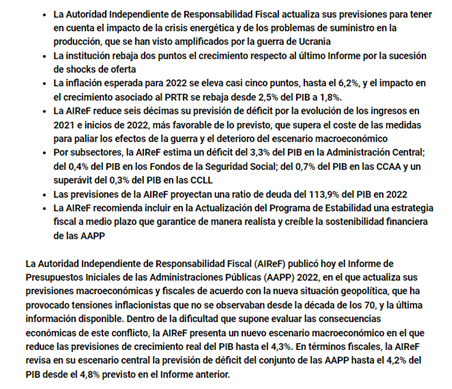 • La Autoridad Independiente de Responsabilidad Fiscal actualiza sus previsiones para tener
en cuenta el impacto de la crisis energética y de los problemas de suministro en la
producción, que se han visto amplificados por la guerra de Ucrania
• La institución rebaja dos puntos el crecimiento respecto al último Informe por la sucesión
de shocks de oferta
• La inflación esperada para 2022 se eleva casi cinco puntos, hasta el 6,2%, y el impacto en
el crecimiento asociado al PRTR se rebaja desde 2,5% del PIB a 1,8%.
• La AIReF reduce seis décimas su previsión de déficit por la evolución de los ingresos en
2021 e inicios de 2022, más favorable de lo previsto, que supera el coste de las medidas
para paliar los efectos de la guerra y el deterioro del escenario macroeconómico
• Por subsectores, la AIReF estima un déficit del 3,3% del PIB en la Administración Central;
del 0,4% del PIB en los Fondos de la Seguridad Social; del 0,7% del PIB en las CCAA y un
superávit del 0,3% del PIB en las CCLL
• Las previsiones de la AIReF proyectan una ratio de deuda del 113,9% del PIB en 2022
• La AIReF recomienda incluir en la Actualización del Programa de Estabilidad una estrategia
fiscal a medio plazo que garantice de manera realista y creíble la sostenibilidad financiera
de las AAPP
La Autoridad Independiente de Responsabilidad Fiscal (AIReF) publicó hoy el Informe de
Presupuestos Iniciales de las Administraciones Públicas (AAPP) 2022, en el que actualiza sus
previsiones macroeconómicas y fiscales de acuerdo con la nueva situación geopolítica, que ha
provocado tensiones inflacionistas que no se observaban desde la década de los 70, y la última
información disponible. Dentro de la dificultad que supone evaluar las consecuencias
económicas de este conflicto, la AIReF presenta un nuevo escenario macroeconómico en el que
reduce las previsiones de crecimiento real del PIB hasta el 4,3%. En términos fiscales, la AIReF
revisa en su escenario central la previsión de déficit del conjunto de las AAPP hasta el 4,2% del
PIB desde el 4,8% previsto en el Informe anterior.